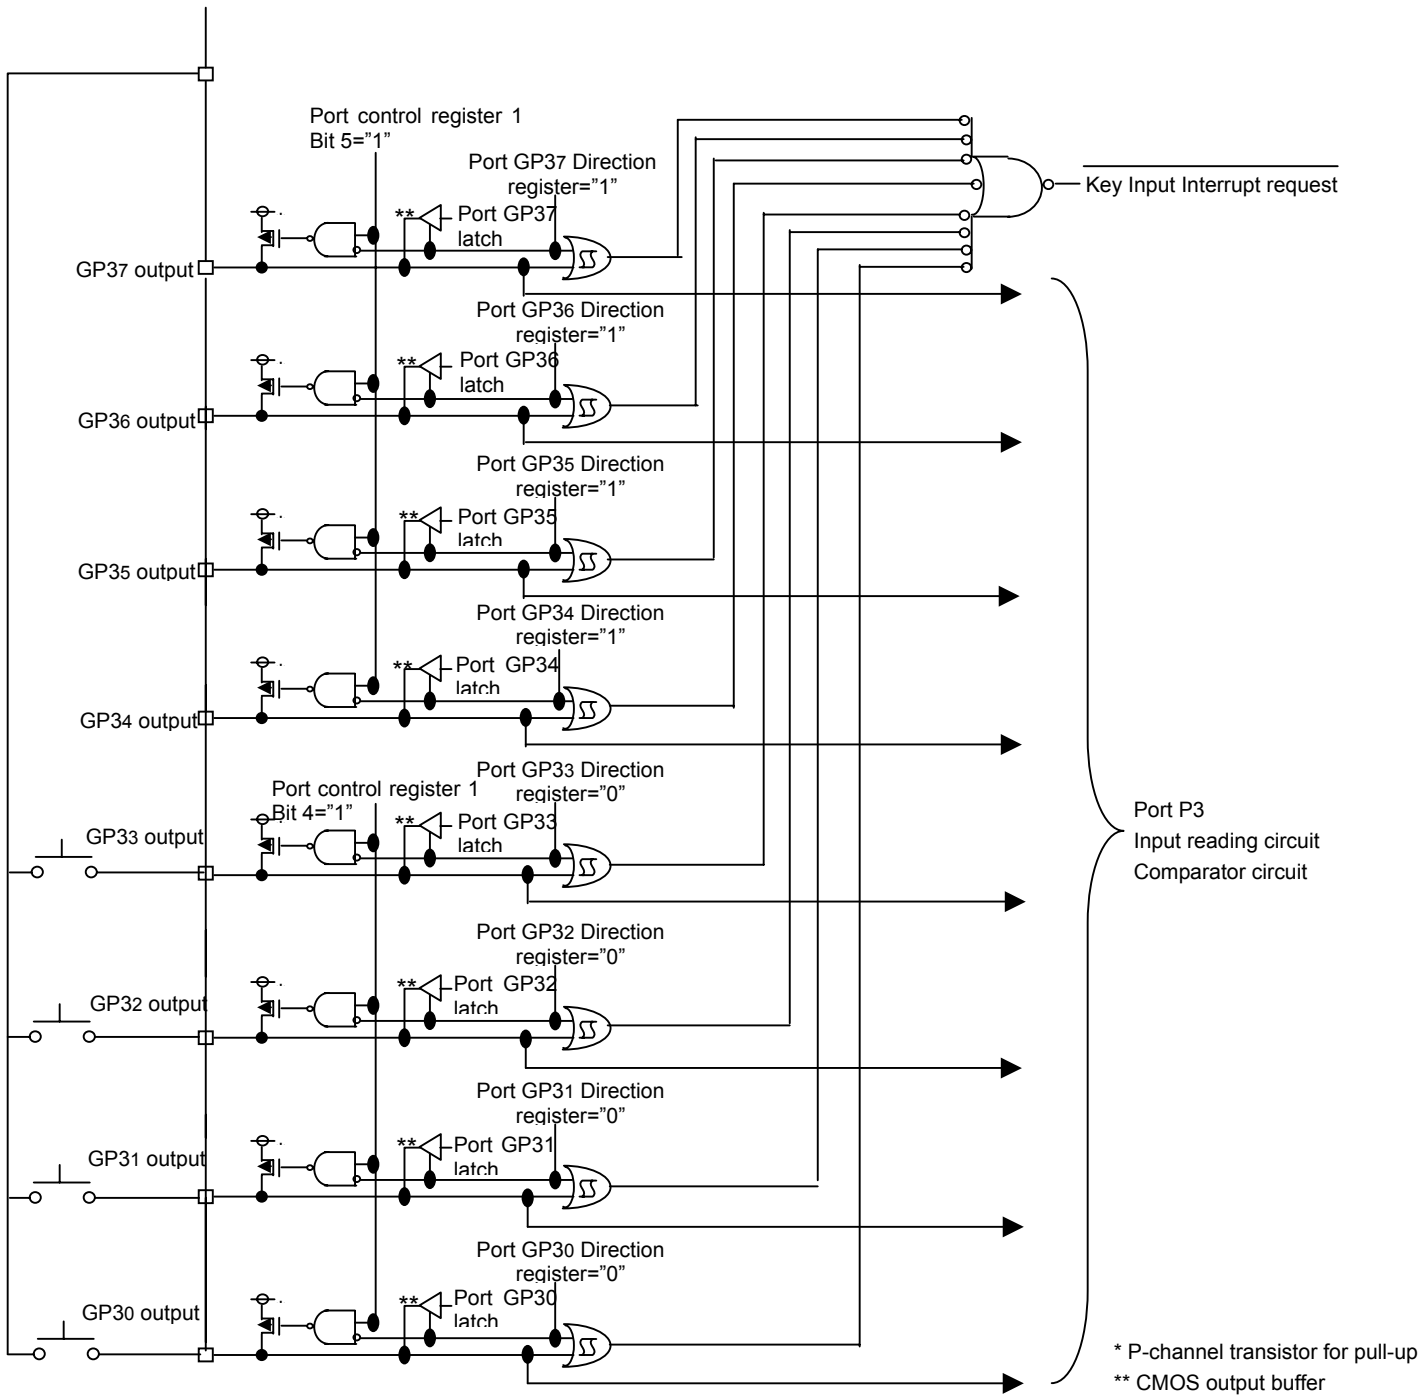 Port control register 1
Bit 5=”1”
Port GP37 Direction
register=”1”
Key Input Interrupt request
** Port GP37
latch
GP37 output
Port GP36 Direction
register=”1”
** Port GP36
latch
GP36 output
Port GP35 Direction
register=”1”
** Port GP35
latch
GP35 output
Port GP34 Direction
register=”1”
** Port GP34
latch
GP34 output
Port GP33 Direction
register=”0”
Port control register 1
Bit 4=”1”
** Port GP33
latch
GP33 output
Port P3
Input reading circuit
Comparator circuit
Port GP32 Direction
register=”0”
** Port GP32
latch
GP32 output
Port GP31 Direction
register=”0”
** Port GP31
latch
GP31 output
Port GP30 Direction
register=”0”
** Port GP30
latch
GP30 output
* P-channel transistor for pull-up
** CMOS output buffer